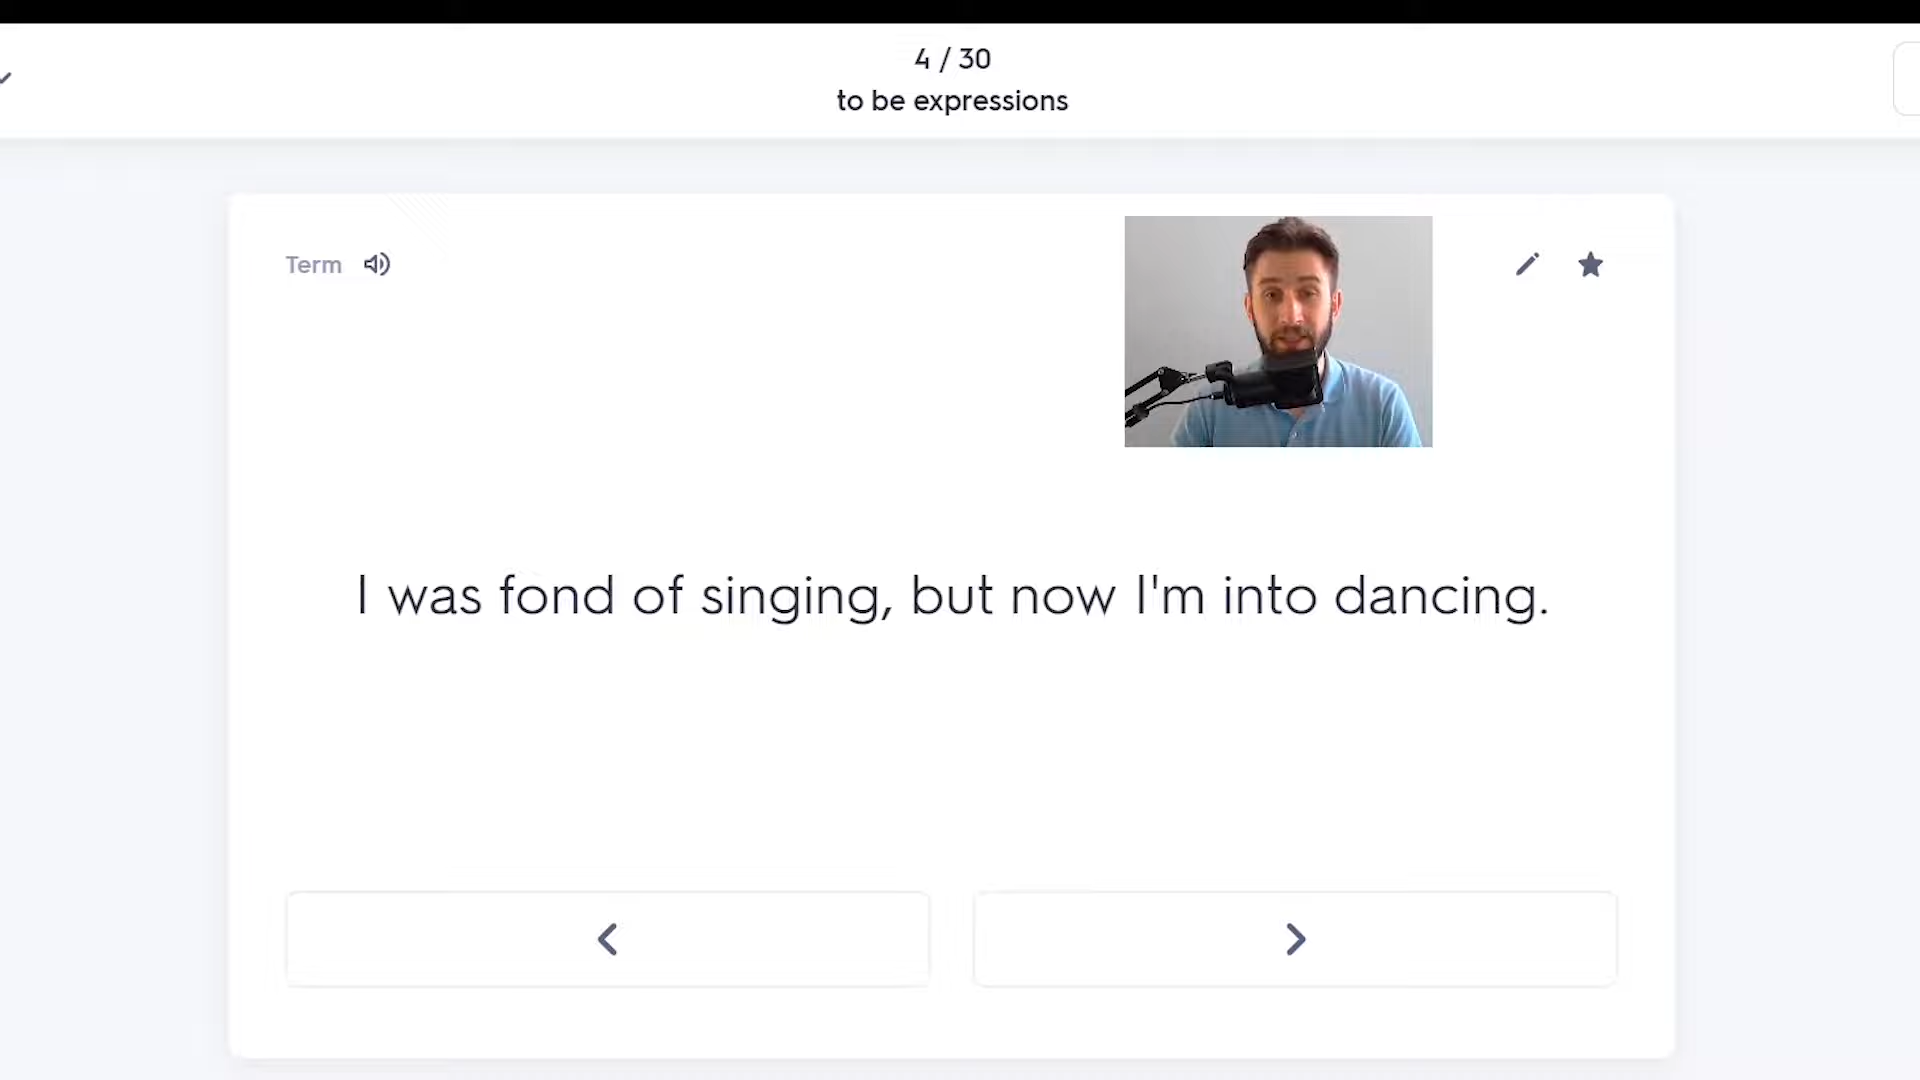 4 / 30
to be expressions
Term
I was fond of singing, but now I'm into dancing.